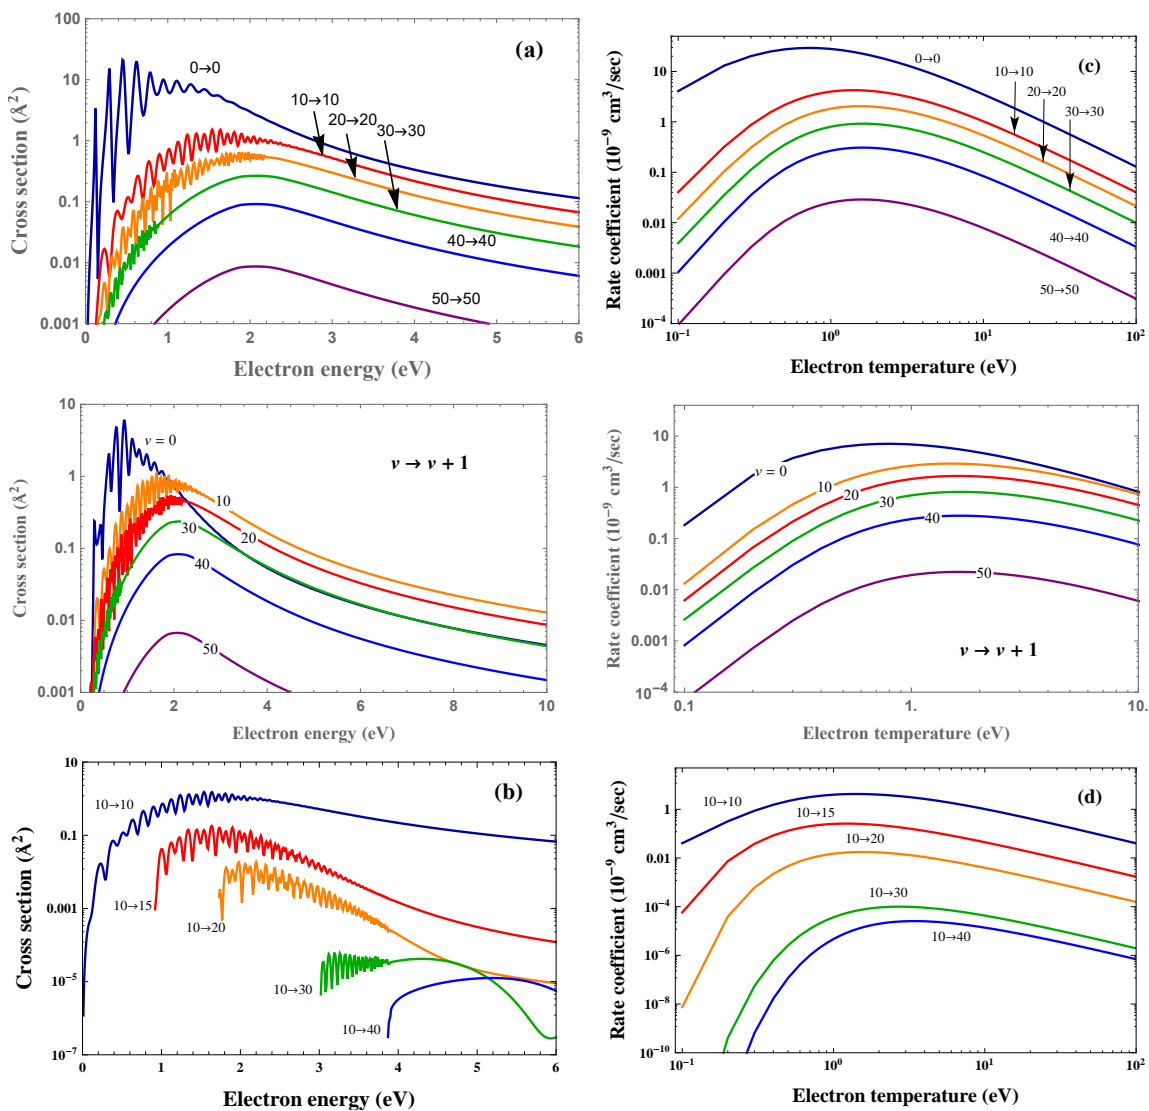 (a)
100
10
1
0.1
0.01
0.001
0→0
10→10
20→20
30→30
40→40
50→50
0 1 2 3 4 5 6
Cross section (Å²)
Electron energy (eV)
(c)
10
1
0.1
0.01
0.001
10⁻⁴
0→0
10→10
20→20
30→30
40→40
50→50
10⁻¹ 10⁰ 10¹ 10²
Rate coefficient (10⁻⁹ cm³/sec)
Electron temperature (eV)
10
1
0.1
0.01
0.001
v = 0
v → v + 1
10
20
30
40
50
0 2 4 6 8 10
Cross section (Å²)
Electron energy (eV)
10
1
0.1
0.01
0.001
10⁻⁴
v = 0
10
20
30
40
50
v → v + 1
0.1 1. 10.
Rate coefficient (10⁻⁹ cm³/sec)
Electron temperature (eV)
(b)
10
0.1
0.001
10⁻⁵
10⁻⁷
10→10
10→15
10→20
10→30
10→40
0 1 2 3 4 5 6
Cross section (Å²)
Electron energy (eV)
(d)
1
0.01
10⁻⁴
10⁻⁶
10⁻⁸
10⁻¹⁰
10→10
10→15
10→20
10→30
10→40
10⁻¹ 10⁰ 10¹ 10²
Rate coefficient (10⁻⁹ cm³/sec)
Electron temperature (eV)